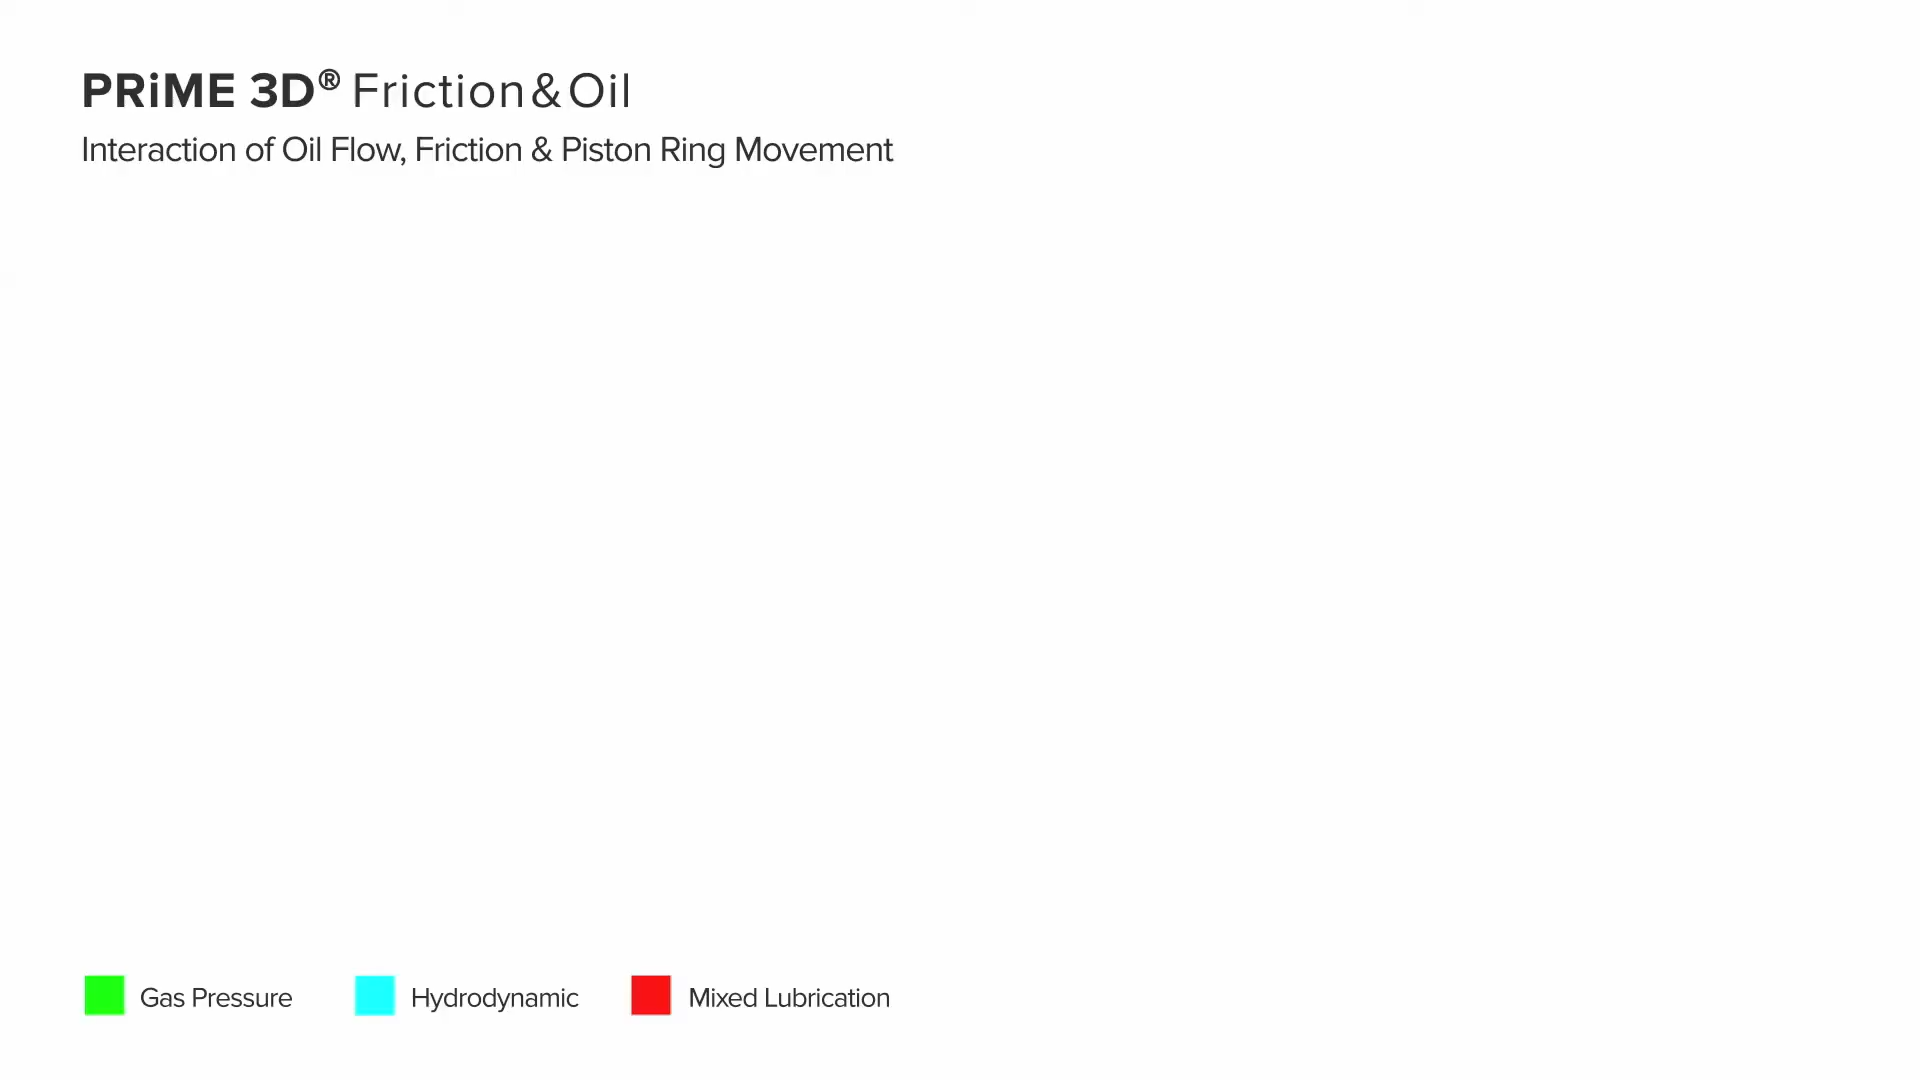 PRiME 3D® Friction & Oil
Interaction of Oil Flow, Friction & Piston Ring Movement
Gas Pressure
Hydrodynamic
Mixed Lubrication